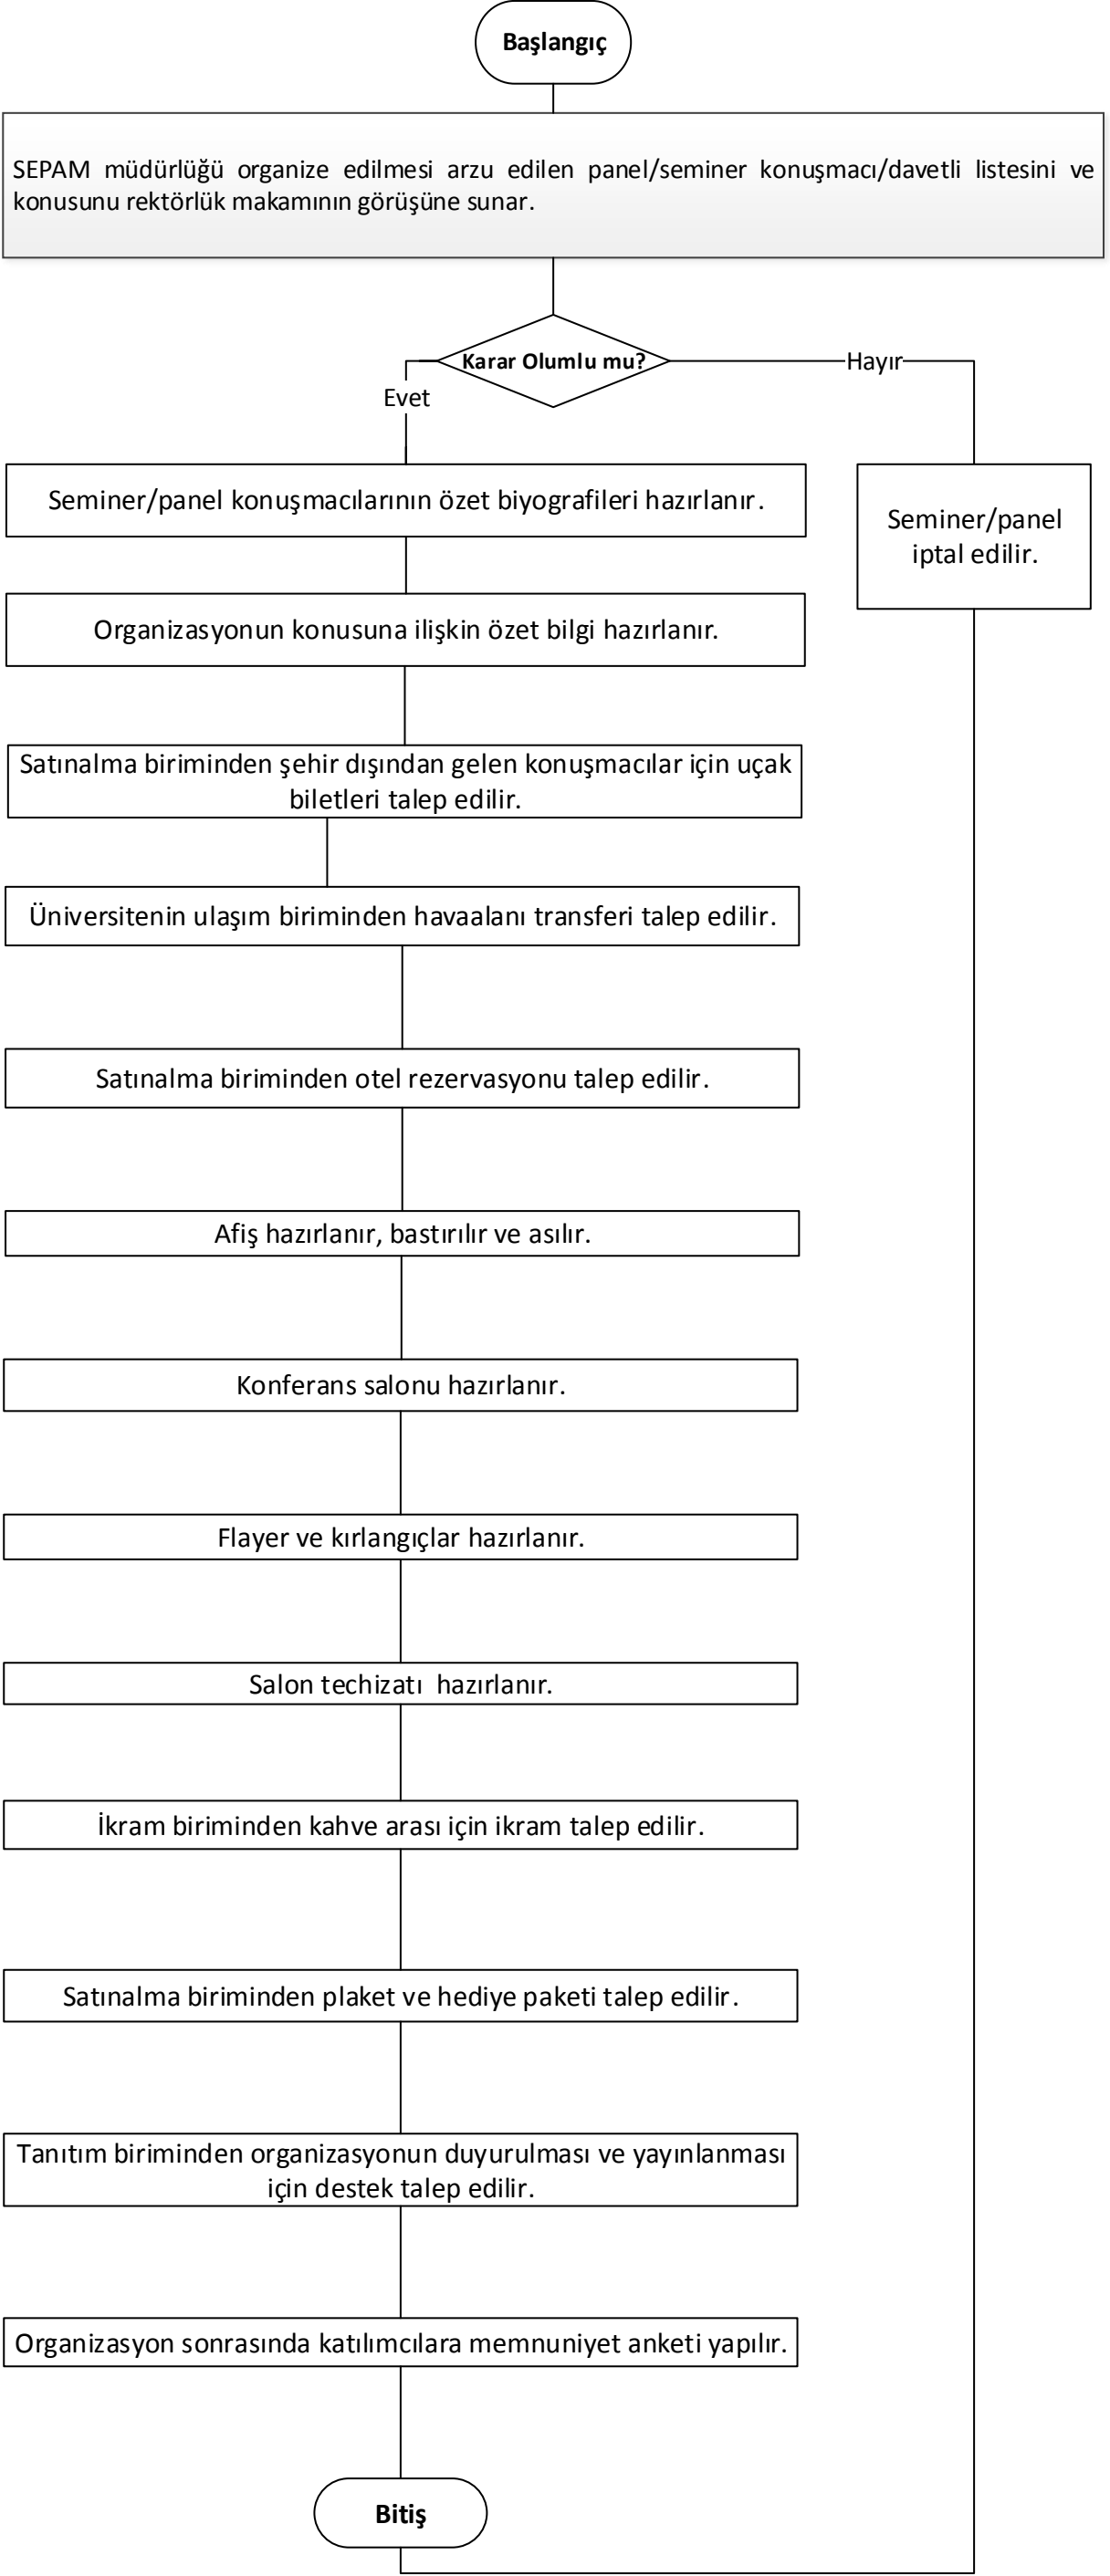 Başlangıç
SEPAM müdürlüğü organize edilmesi arzu edilen panel/seminer konuşmacı/davetli listesini ve
konusunu rektörlük makamının görüşüne sunar.
Karar Olumlu mu?
Hayır
Evet
Seminer/panel konuşmacılarının özet biyografileri hazırlanır.
Seminer/panel
iptal edilir.
Organizasyonun konusuna ilişkin özet bilgi hazırlanır.
Satınalma biriminden şehir dışından gelen konuşmacılar için uçak
biletleri talep edilir.
Üniversitenin ulaşım biriminden havaalanı transferi talep edilir.
Satınalma biriminden otel rezervasyonu talep edilir.
Afiş hazırlanır, bastırılır ve asılır.
Konferans salonu hazırlanır.
Flayer ve kırlangıçlar hazırlanır.
Salon techizatı  hazırlanır.
İkram biriminden kahve arası için ikram talep edilir.
Satınalma biriminden plaket ve hediye paketi talep edilir.
Tanıtım biriminden organizasyonun duyurulması ve yayınlanması
için destek talep edilir.
Organizasyon sonrasında katılımcılara memnuniyet anketi yapılır.
Bitiş